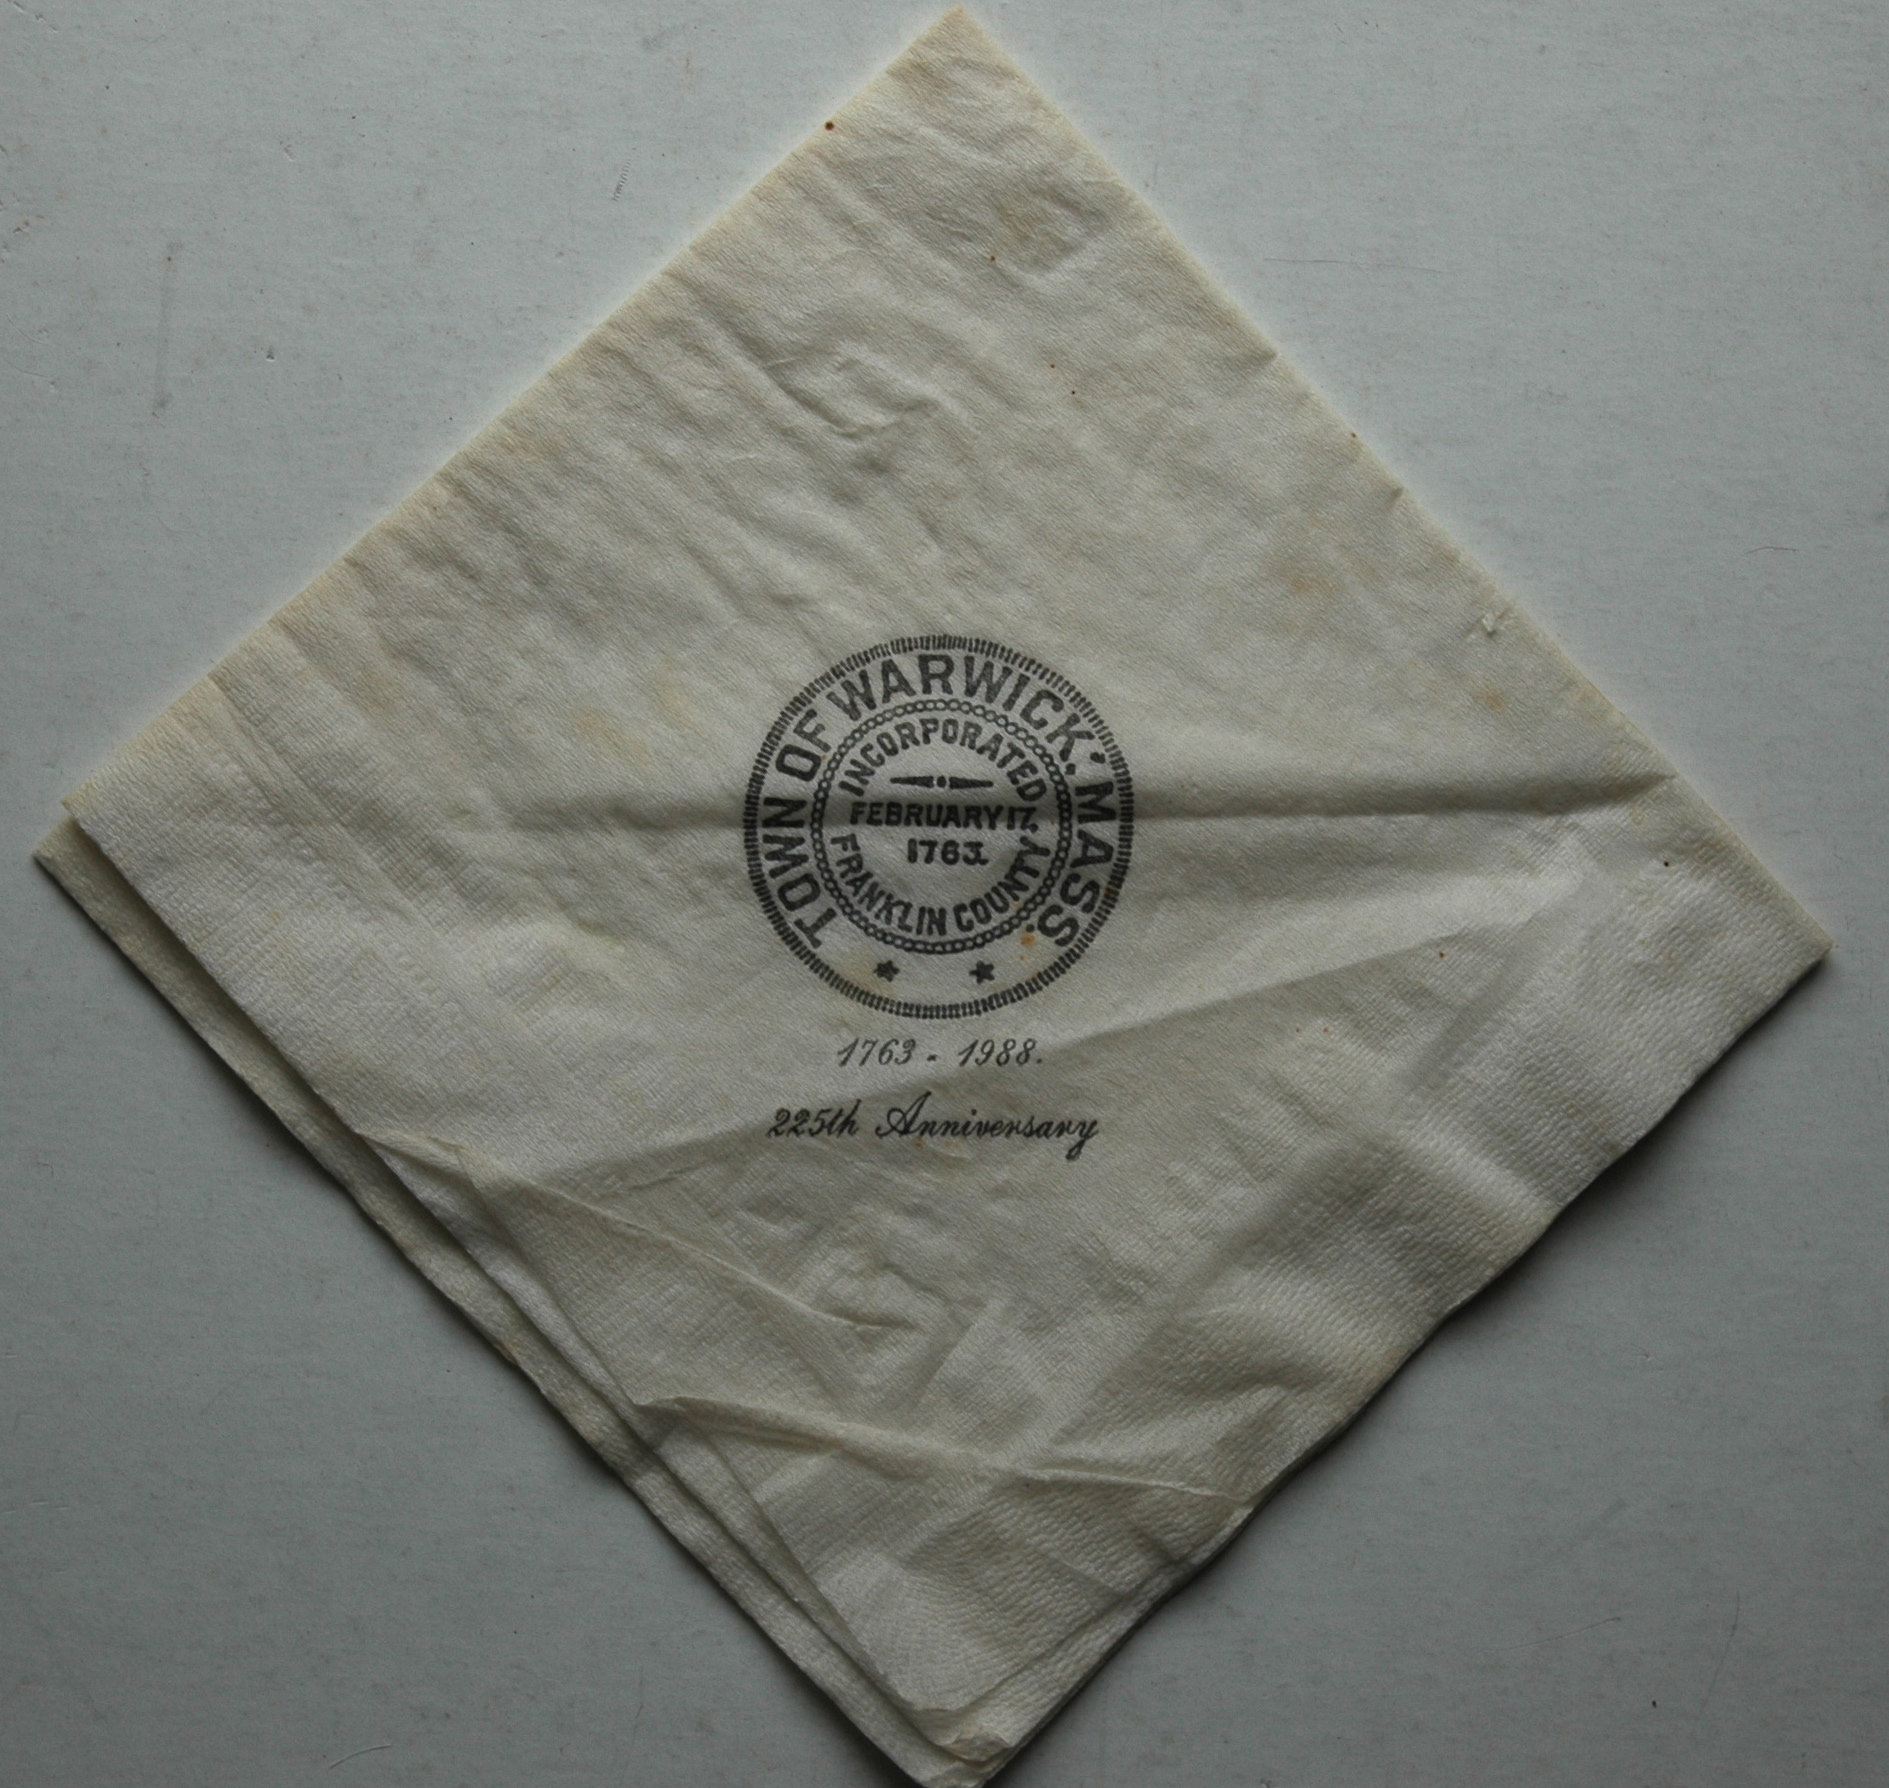 TOWN OF WARWICK, MASS.
INCORPORATED
FEBRUARY 17,
1763.
FRANKLIN COUNTY.
1763 - 1988.
225th Anniversary